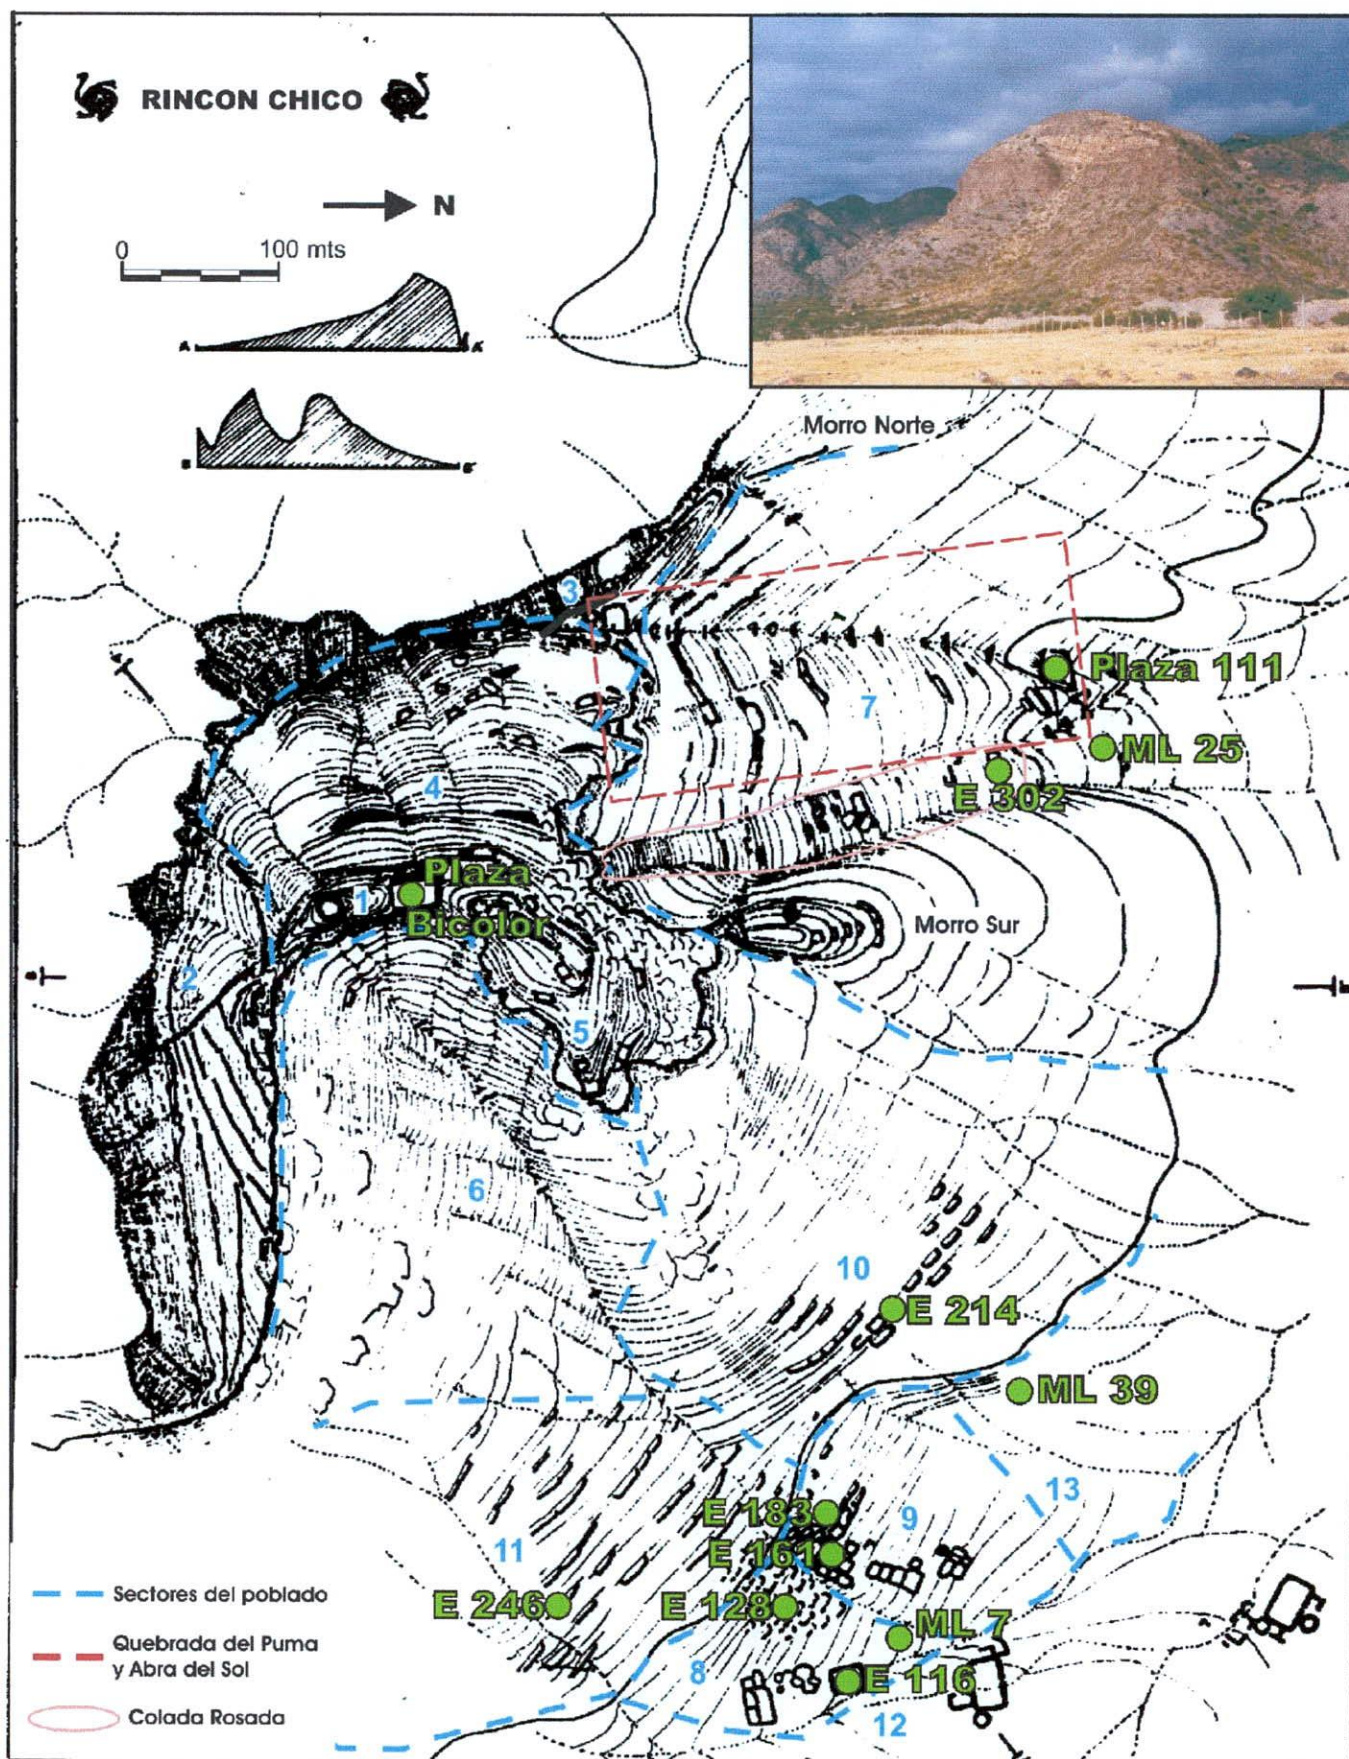 RINCON CHICO
N
0 100 mts
A A'
B B'
Morro Norte
3
Plaza 111
7
ML 25
4
E 302
Plaza
1
Bicolor
Morro Sur
2
5
6
10
E 214
ML 39
13
E 183
9
11
E 161
Sectores del poblado
E 246
E 128
ML 7
Quebrada del Puma
y Abra del Sol
8
E 116
Colada Rosada
12